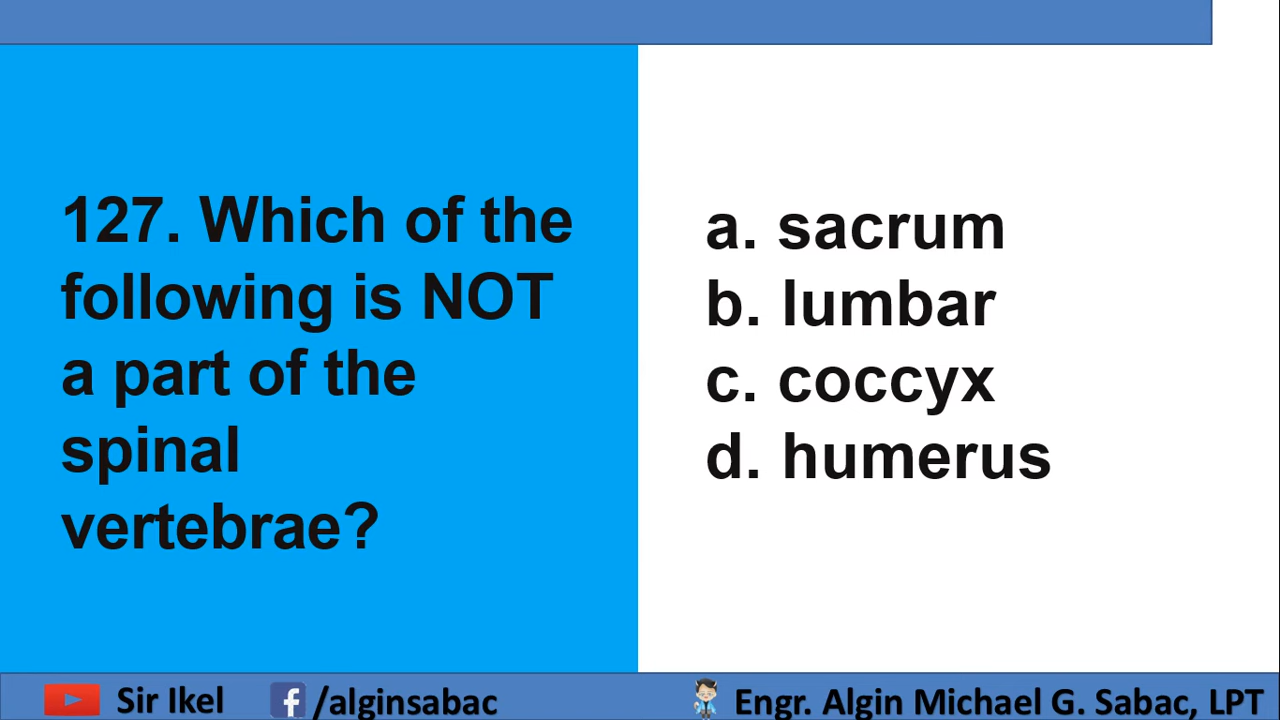 127. Which of the
following is NOT
a part of the
spinal
vertebrae?
a. sacrum
b. lumbar
c. coccyx
d. humerus
Sir Ikel
/alginsabac
Engr. Algin Michael G. Sabac, LPT